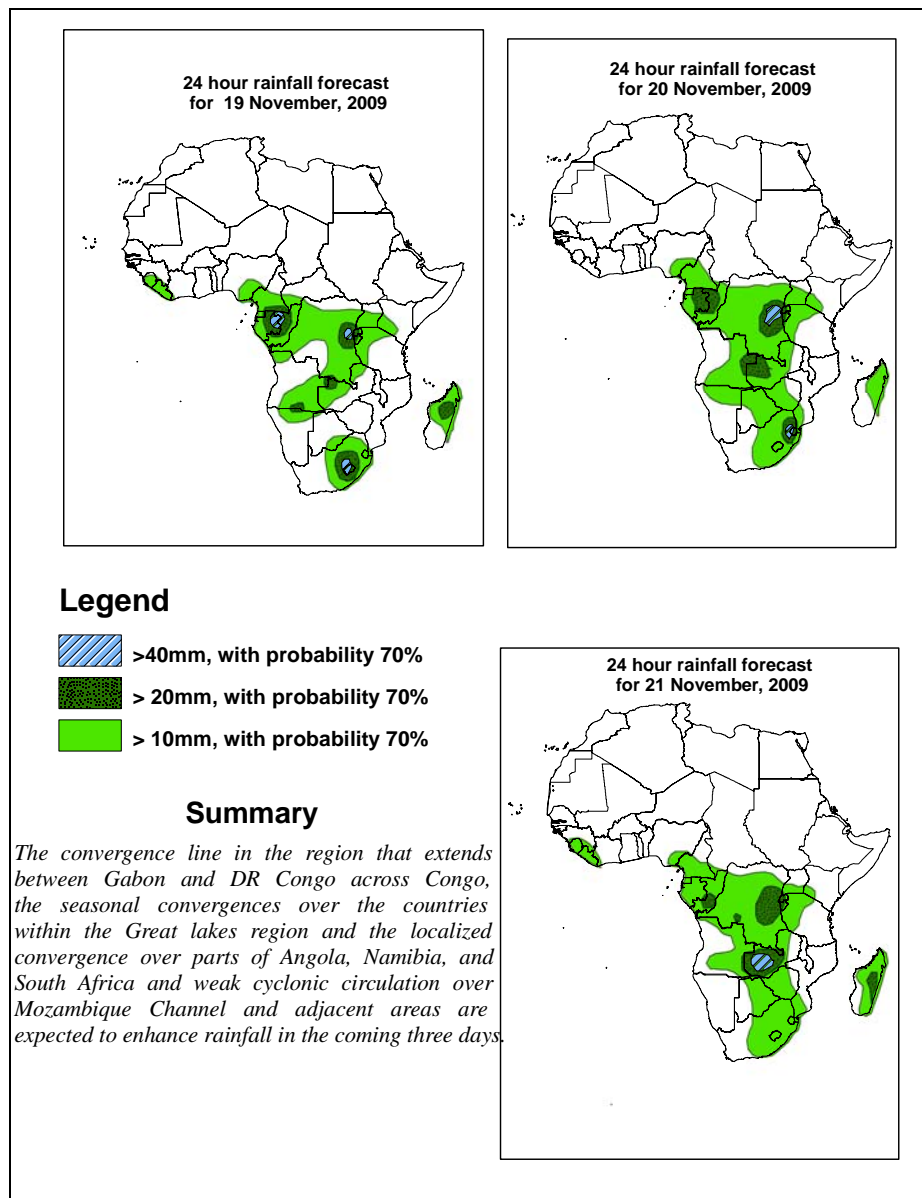 24 hour rainfall forecast
for 19 November, 2009
24 hour rainfall forecast
for 20 November, 2009
Legend
>40mm, with probability 70%
> 20mm, with probability 70%
> 10mm, with probability 70%
24 hour rainfall forecast
for 21 November, 2009
Summary
The convergence line in the region that extends
between Gabon and DR Congo across Congo,
the seasonal convergences over the countries
within the Great lakes region and the localized
convergence over parts of Angola, Namibia, and
South Africa and weak cyclonic circulation over
Mozambique Channel and adjacent areas are
expected to enhance rainfall in the coming three days.